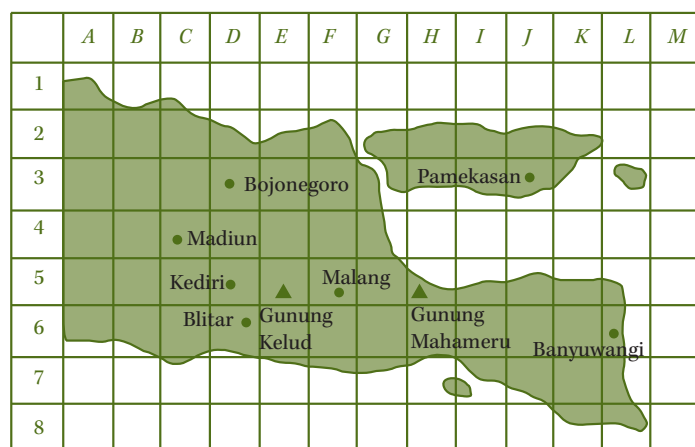 A B C D E F G H I J K L M
1
2
3 Bojonegoro Pamekasan
4 Madiun
5 Kediri Malang
6 Blitar Gunung Gunung
Kelud Mahameru Banyuwangi
7
8